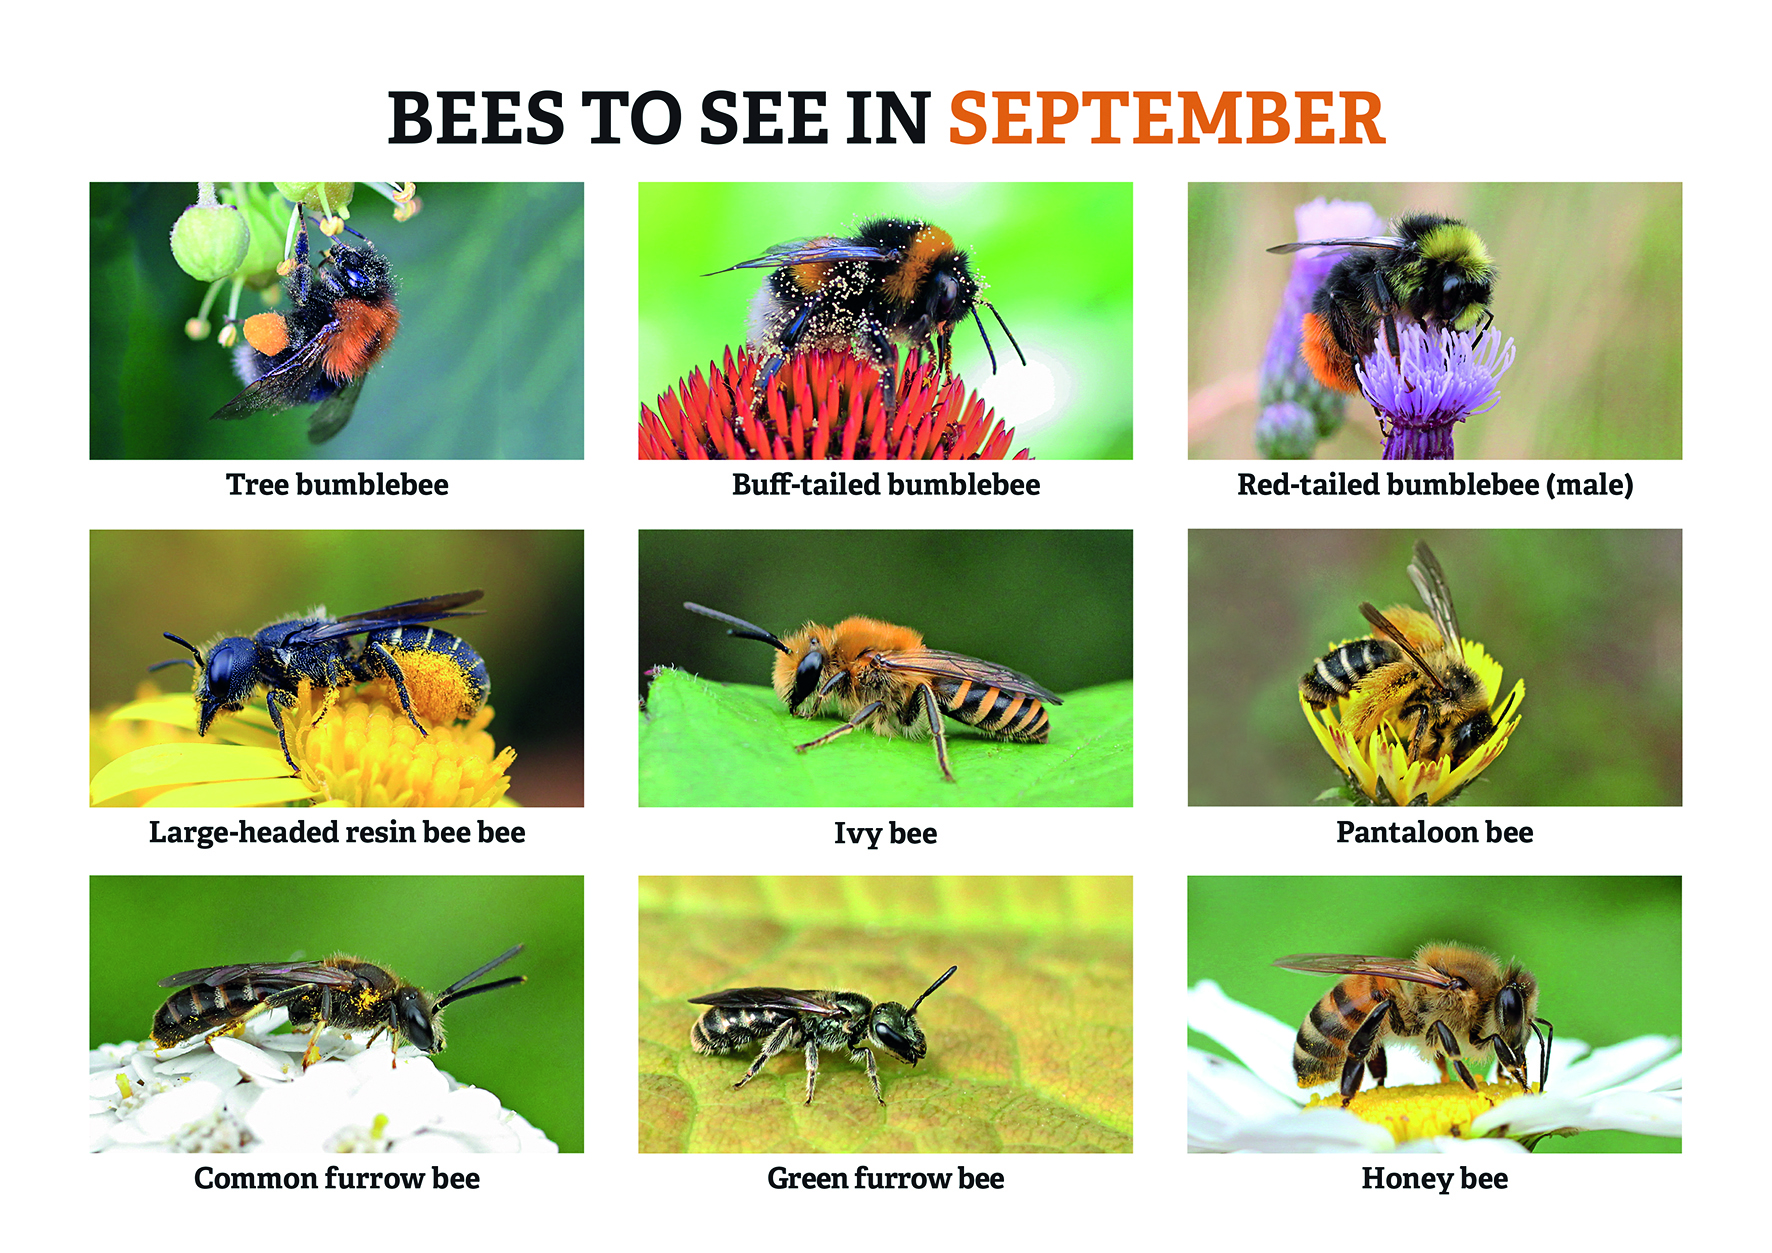 BEES TO SEE IN SEPTEMBER
Tree bumblebee
Buff-tailed bumblebee
Red-tailed bumblebee (male)
Large-headed resin bee bee
Ivy bee
Pantaloon bee
Common furrow bee
Green furrow bee
Honey bee